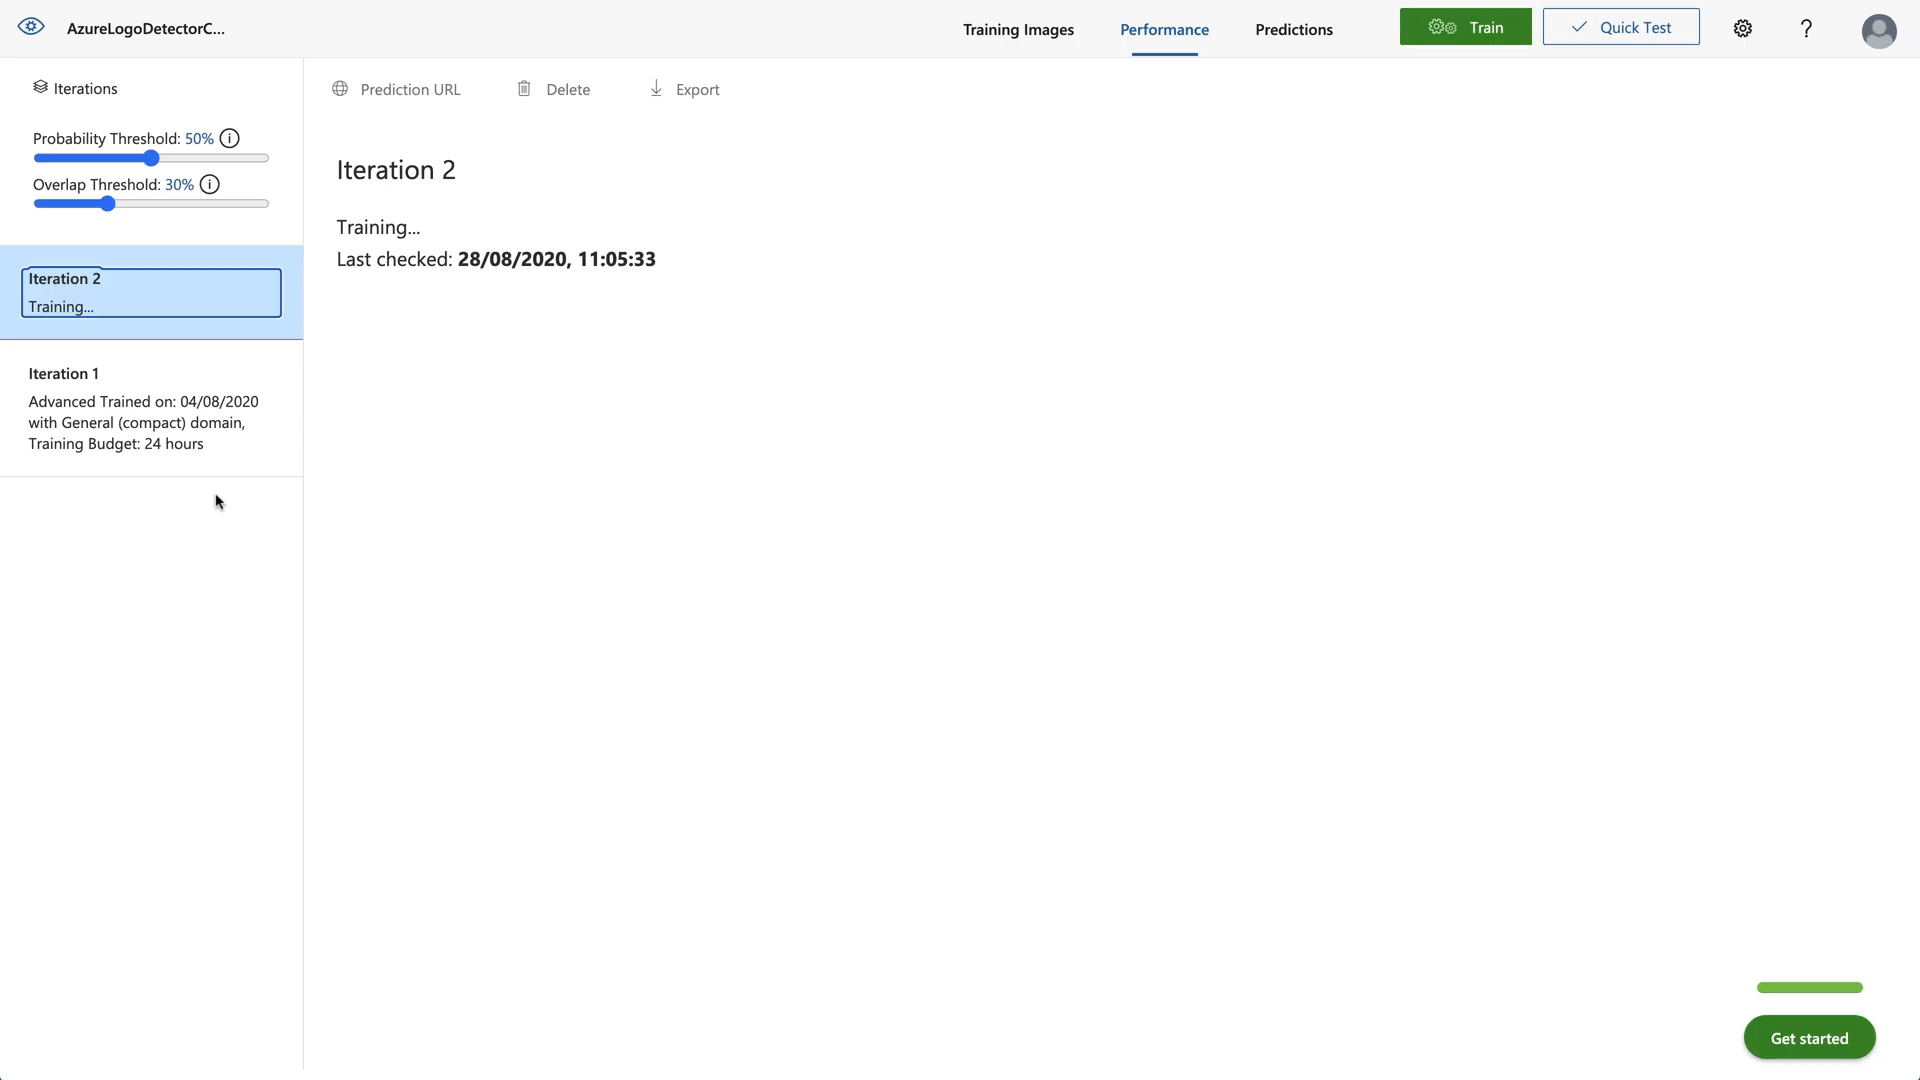 AzureLogoDetectorC...
Training Images
Performance
Predictions
Train
Quick Test
?
Iterations
Probability Threshold: 50%
Overlap Threshold: 30%
Iteration 2
Training...
Iteration 1
Advanced Trained on: 04/08/2020
with General (compact) domain,
Training Budget: 24 hours
Prediction URL
Delete
Export
Iteration 2
Training...
Last checked: 28/08/2020, 11:05:33
Get started